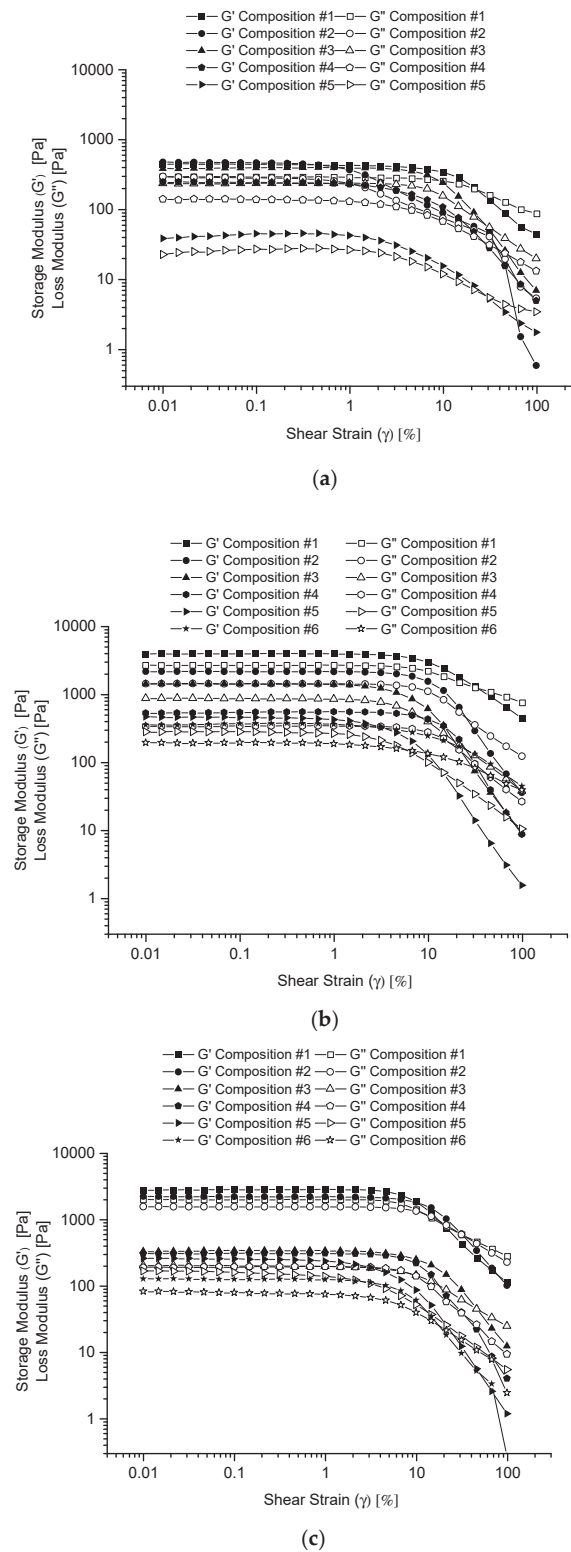 G' Composition #1 G" Composition #1
G' Composition #2 G" Composition #2
G' Composition #3 G" Composition #3
G' Composition #4 G" Composition #4
G' Composition #5 G" Composition #5
10000
1000
100
10
1
Storage Modulus (G') [Pa]
Loss Modulus (G") [Pa]
0.01 0.1 1 10 100
Shear Strain (γ) [%]
(a)
G' Composition #1 G" Composition #1
G' Composition #2 G" Composition #2
G' Composition #3 G" Composition #3
G' Composition #4 G" Composition #4
G' Composition #5 G" Composition #5
G' Composition #6 G" Composition #6
10000
1000
100
10
1
Storage Modulus (G') [Pa]
Loss Modulus (G") [Pa]
0.01 0.1 1 10 100
Shear Strain (γ) [%]
(b)
G' Composition #1 G" Composition #1
G' Composition #2 G" Composition #2
G' Composition #3 G" Composition #3
G' Composition #4 G" Composition #4
G' Composition #5 G" Composition #5
G' Composition #6 G" Composition #6
10000
1000
100
10
1
Storage Modulus (G') [Pa]
Loss Modulus (G") [Pa]
0.01 0.1 1 10 100
Shear Strain (γ) [%]
(c)